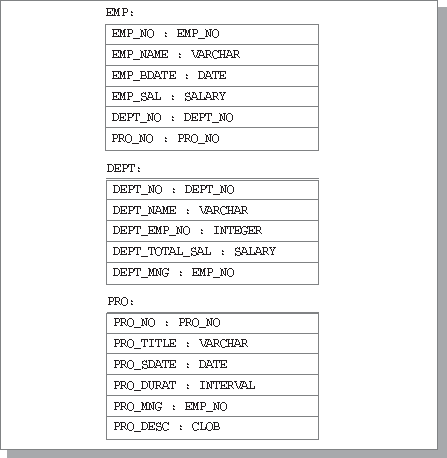 EMP:
EMP_NO : EMP_NO
EMP_NAME : VARCHAR
EMP_BDATE : DATE
EMP_SAL : SALARY
DEPT_NO : DEPT_NO
PRO_NO : PRO_NO
DEPT:
DEPT_NO : DEPT_NO
DEPT_NAME : VARCHAR
DEPT_EMP_NO : INTEGER
DEPT_TOTAL_SAL : SALARY
DEPT_MNG : EMP_NO
PRO:
PRO_NO : PRO_NO
PRO_TITLE : VARCHAR
PRO_SDATE : DATE
PRO_DURAT : INTERVAL
PRO_MNG : EMP_NO
PRO_DESC : CLOB